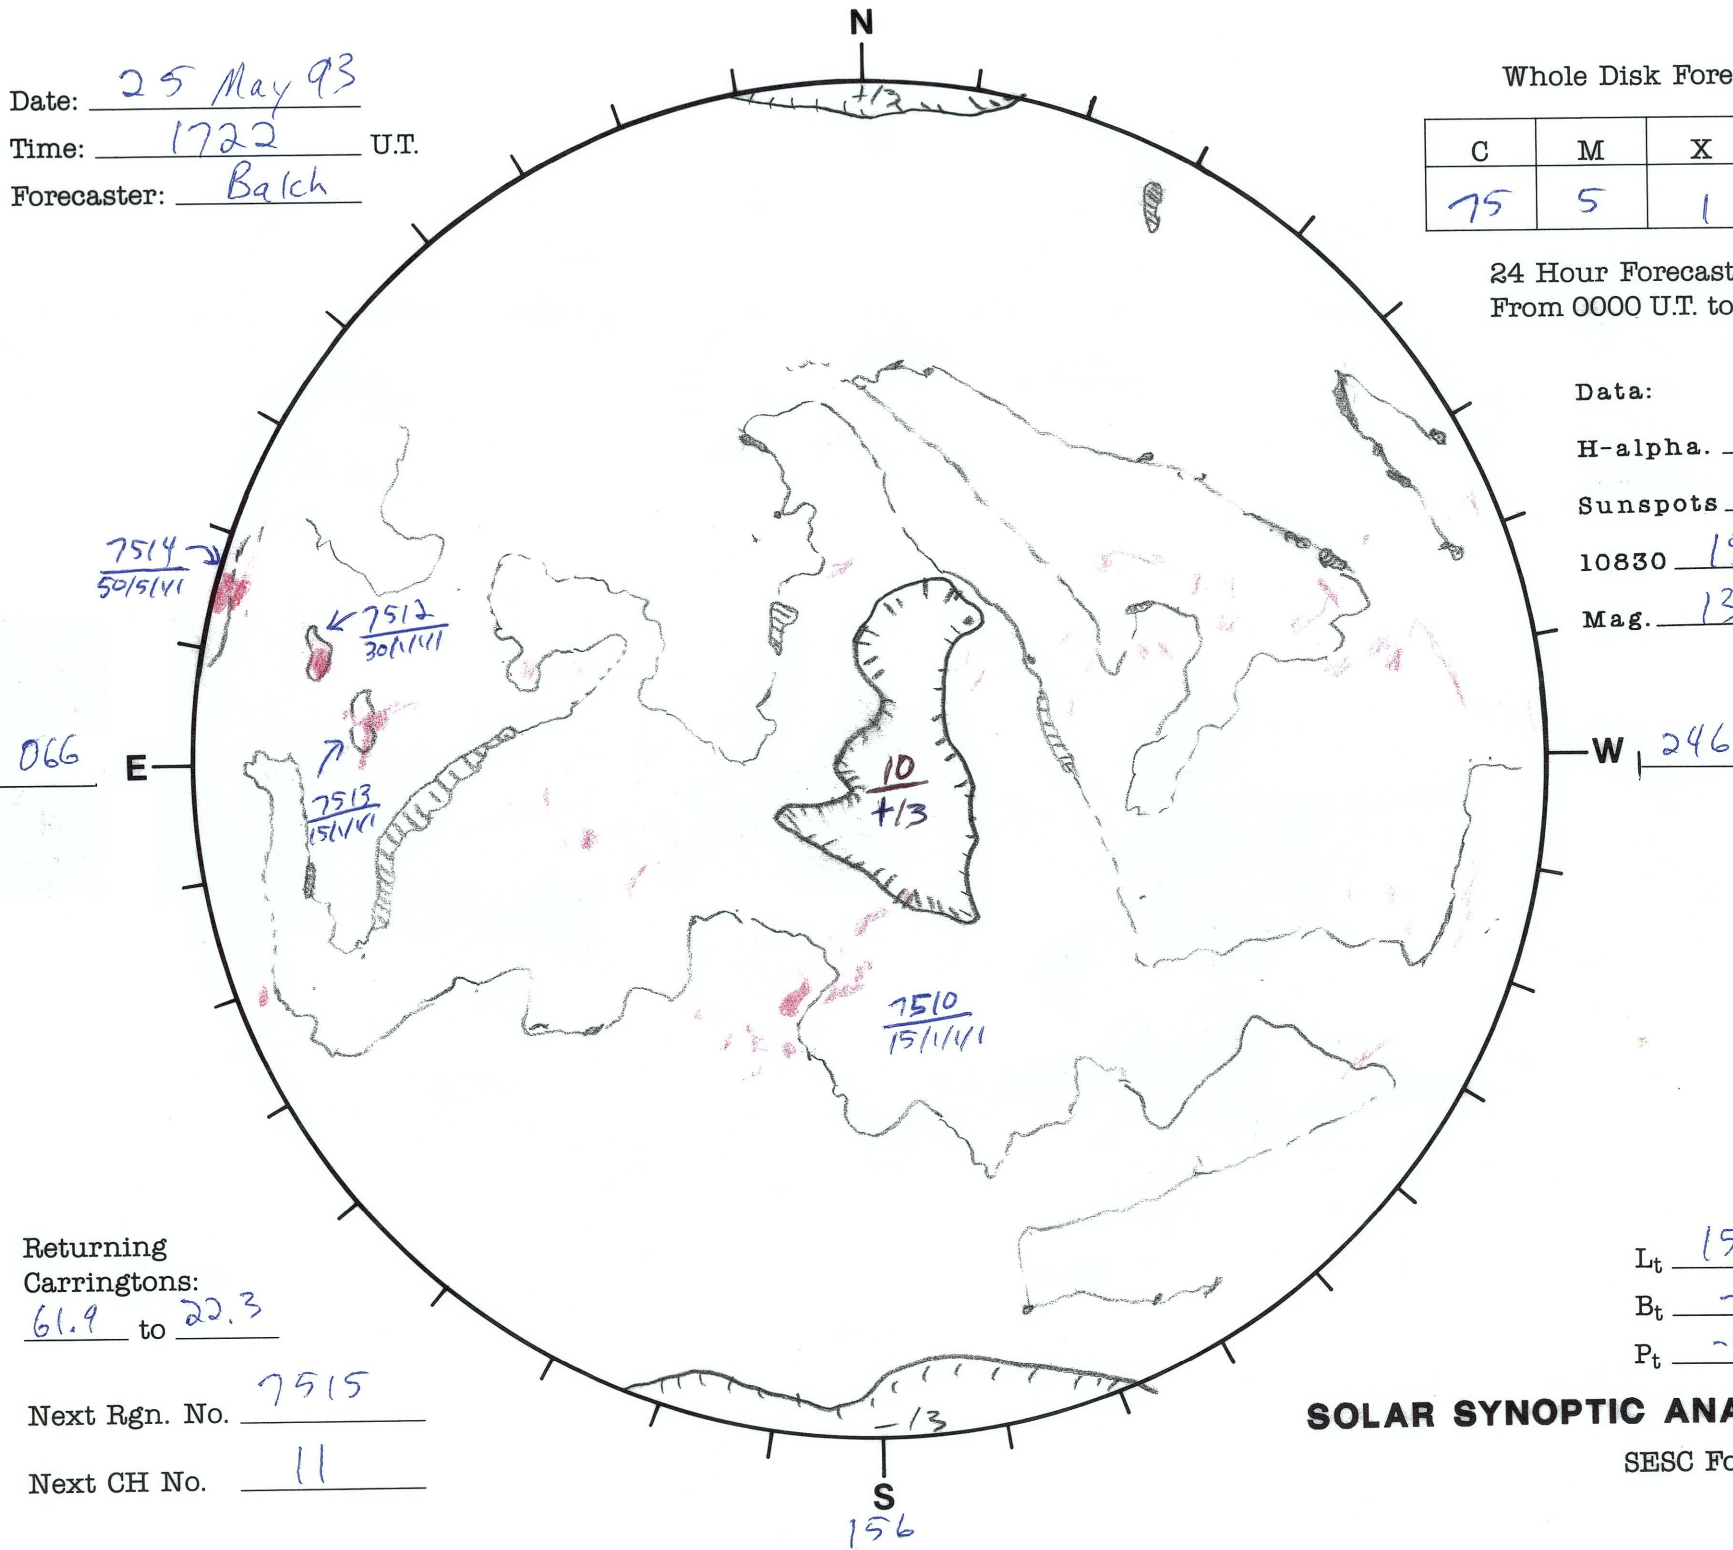 N
Date: 25 May 93
Time: 1722 U.T.
Forecaster: Balch
Whole Disk Fore
C M X
75 5 1
24 Hour Forecast
From 0000 U.T. to
+13
Data:
H-alpha.
Sunspots
10830
Mag. 13
7514
50/5/1/1
7512
30/1/1/1
066
E
W
246
7513
15/1/1/1
10
+13
7510
15/1/1/1
Returning
Carringtons:
61.9 to 22.3
Next Rgn. No. 7515
Next CH No. 11
Lt 15
Bt -
Pt -
-13
SOLAR SYNOPTIC ANA
SESC Fo
S
156